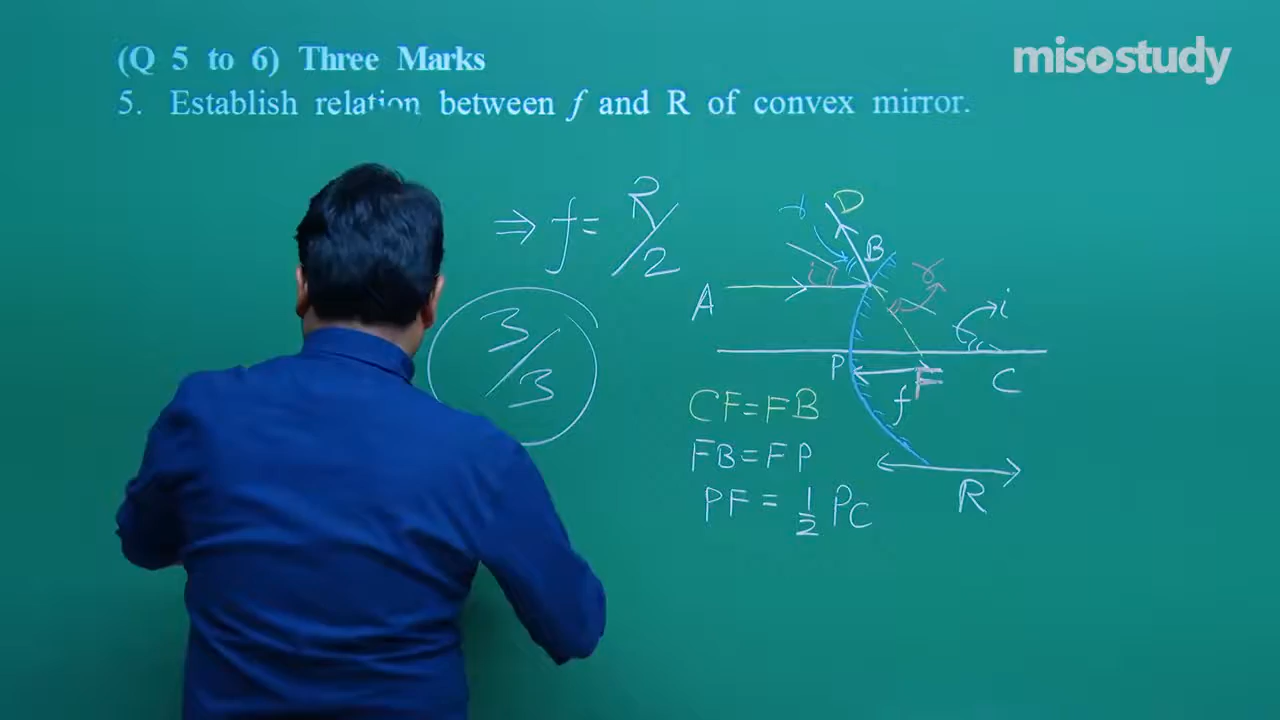 misostudy
(Q 5 to 6) Three Marks
5. Establish relation between f and R of convex mirror.
⇒ f = R/2
3/3
D
B
i
r
i
A
P
F
C
f
CF=FB
FB=FP
PF = 1/2 PC
R